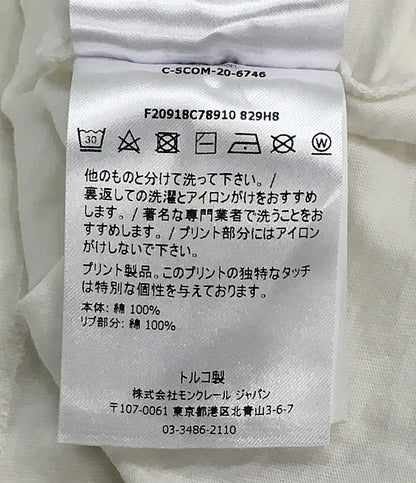 C-SCOM-20-6746
F20918C78910 829H8
30
W
他のものと分けて洗って下さい。/
裏返しての洗濯とアイロンがけをおすすめ
します。/ 著名な専門業者で洗うことをお
すすめします。/ プリント部分にはアイロン
がけしないで下さい。
プリント製品。このプリントの独特なタッチ
は特別な個性を与えております。
本体: 綿 100%
リブ部分: 綿 100%
トルコ製
株式会社モンクレール ジャパン
〒107-0061 東京都港区北青山3-6-7
03-3486-2110